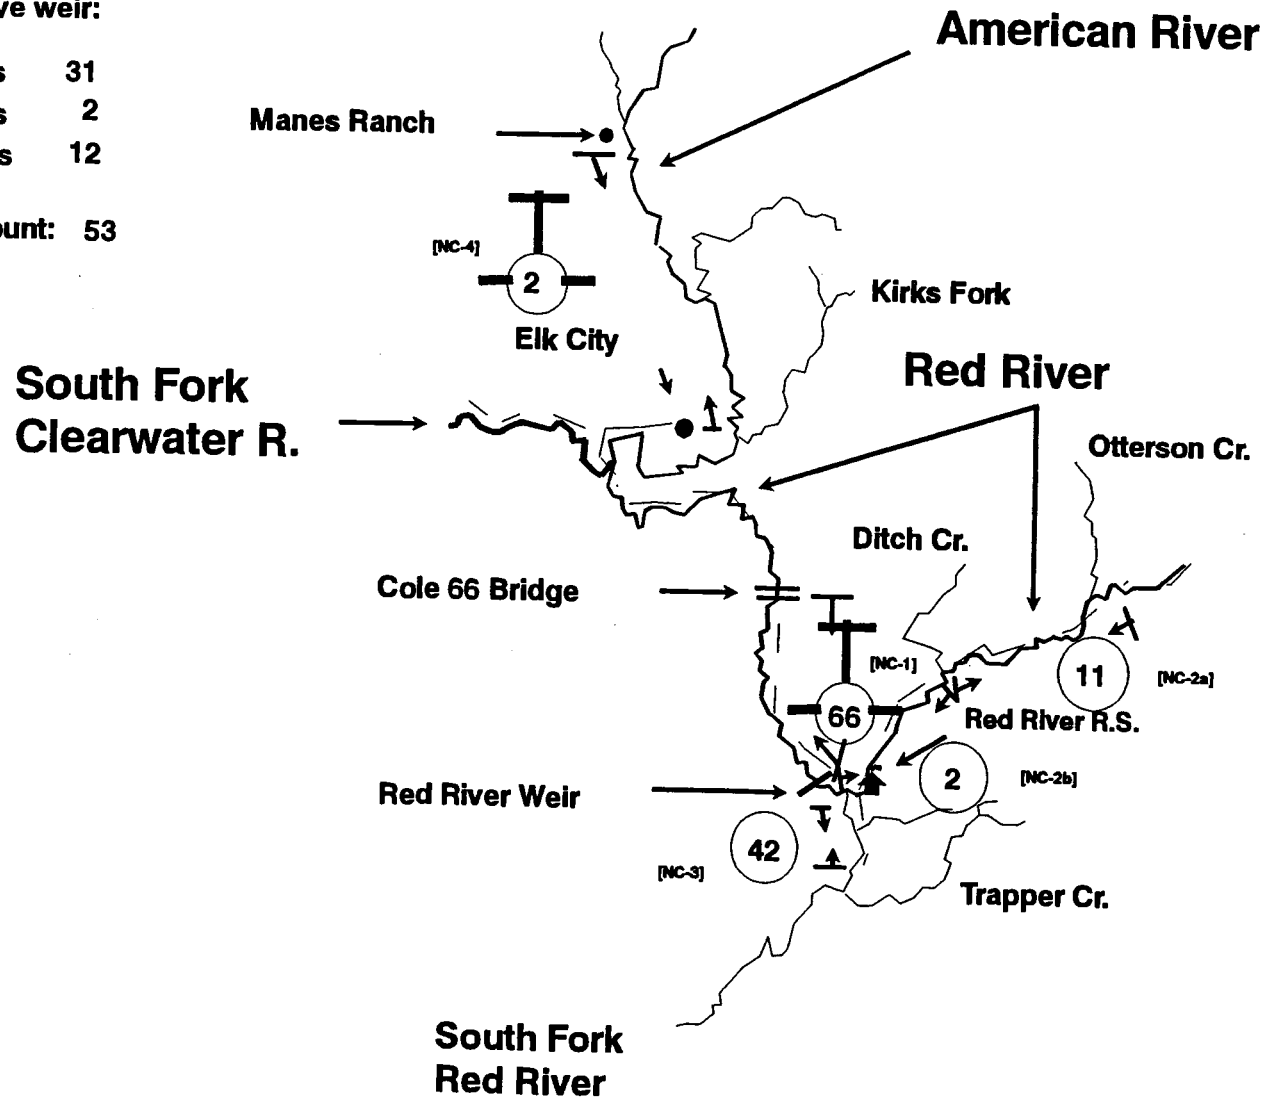 ve weir:
s 31
s 2
s 12
ount: 53
American River
Manes Ranch
[NC-4]
2
Elk City
Kirks Fork
South Fork
Clearwater R.
Red River
Otterson Cr.
Ditch Cr.
Cole 66 Bridge
[NC-1]
11
[NC-2a]
66
Red River R.S.
Red River Weir
2
[NC-2b]
42
[NC-3]
Trapper Cr.
South Fork
Red River